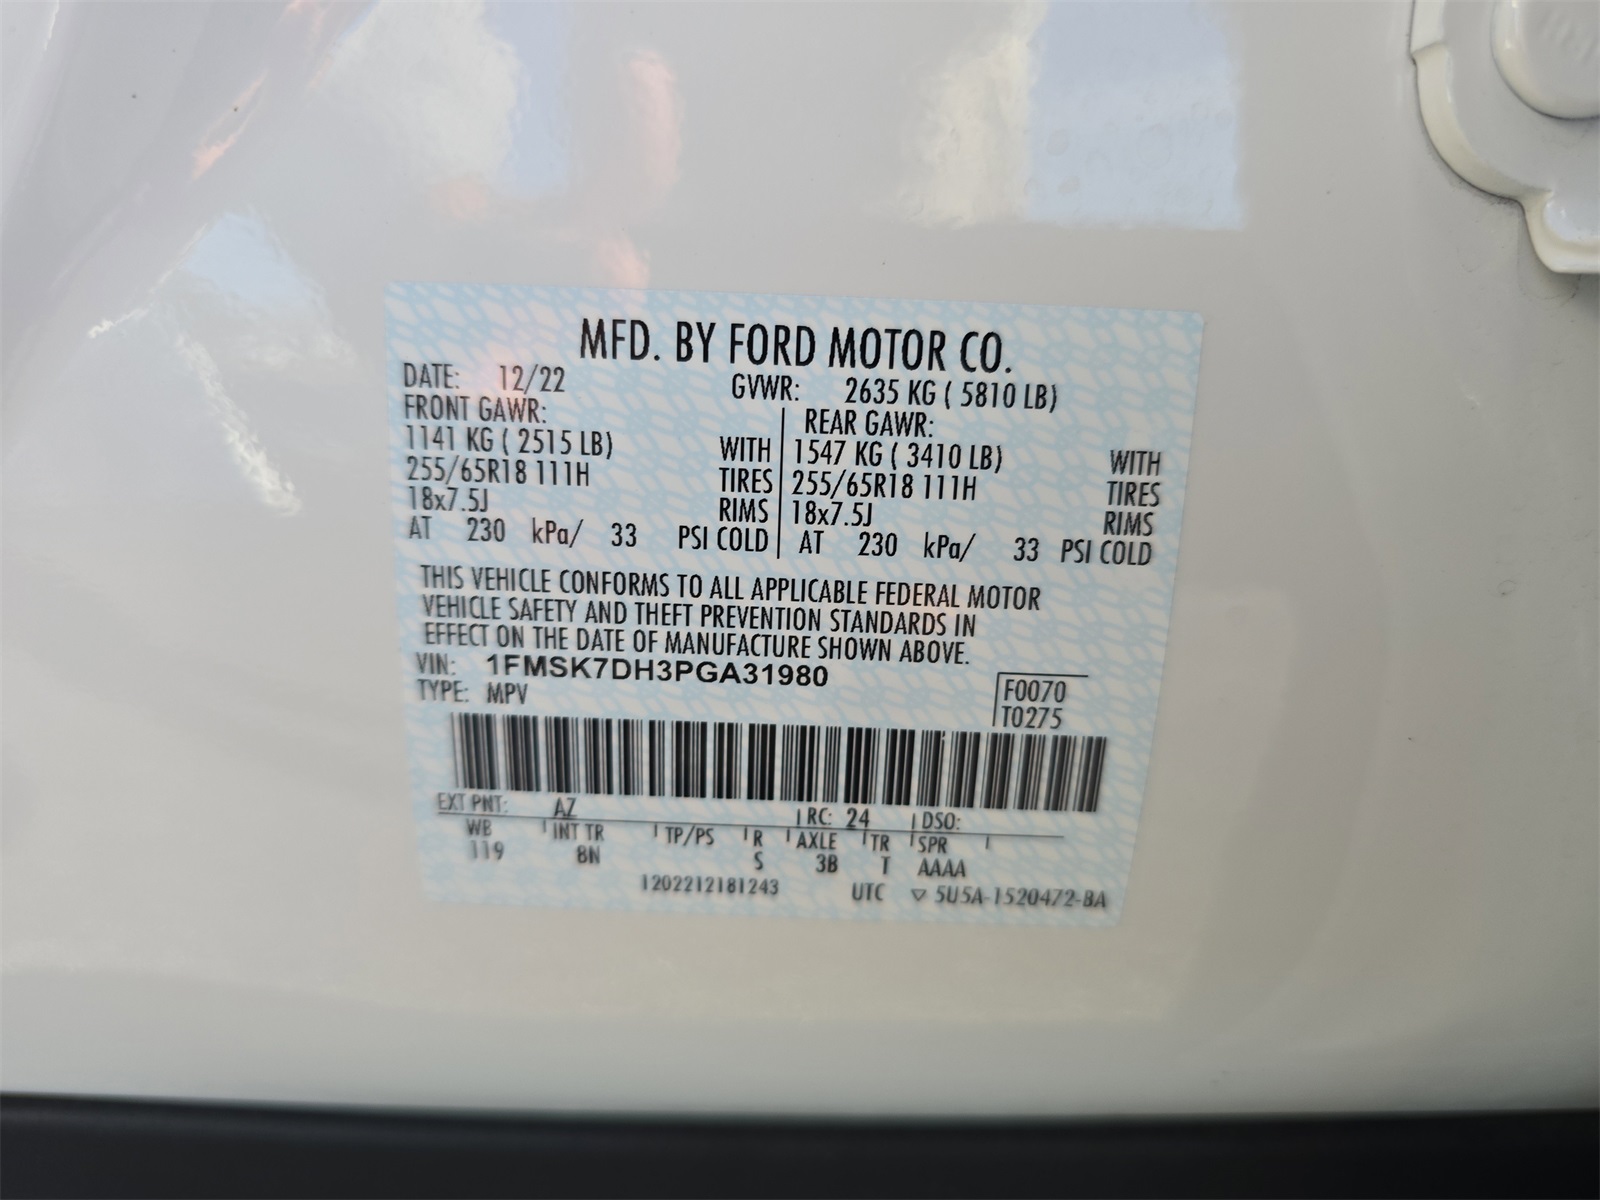 MFD. BY FORD MOTOR CO.
DATE: 12/22 GVWR: 2635 KG ( 5810 LB)
FRONT GAWR: REAR GAWR:
1141 KG ( 2515 LB) WITH 1547 KG ( 3410 LB) WITH
255/65R18 111H TIRES 255/65R18 111H TIRES
18x7.5J RIMS 18x7.5J RIMS
AT 230 kPa/ 33 PSI COLD AT 230 kPa/ 33 PSI COLD
THIS VEHICLE CONFORMS TO ALL APPLICABLE FEDERAL MOTOR
VEHICLE SAFETY AND THEFT PREVENTION STANDARDS IN
EFFECT ON THE DATE OF MANUFACTURE SHOWN ABOVE.
VIN: 1FMSK7DH3PGA31980
TYPE: MPV
F0070
T0275
EXT PNT: AZ RC: 24 DSO:
WB INT TR TP/PS R AXLE TR SPR
119 8N S 3B T AAAA
1202212181243 UTC ▽ 5U5A-1520472-BA